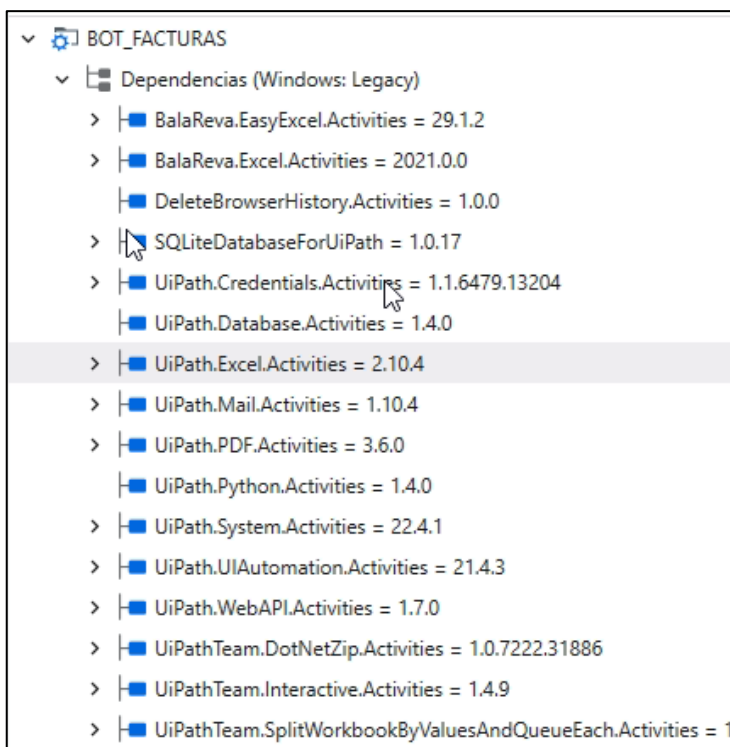 BOT_FACTURAS
Dependencias (Windows: Legacy)
BalaReva.EasyExcel.Activities = 29.1.2
BalaReva.Excel.Activities = 2021.0.0
DeleteBrowserHistory.Activities = 1.0.0
SQLiteDatabaseForUiPath = 1.0.17
UiPath.Credentials.Activities = 1.1.6479.13204
UiPath.Database.Activities = 1.4.0
UiPath.Excel.Activities = 2.10.4
UiPath.Mail.Activities = 1.10.4
UiPath.PDF.Activities = 3.6.0
UiPath.Python.Activities = 1.4.0
UiPath.System.Activities = 22.4.1
UiPath.UIAutomation.Activities = 21.4.3
UiPath.WebAPI.Activities = 1.7.0
UiPathTeam.DotNetZip.Activities = 1.0.7222.31886
UiPathTeam.Interactive.Activities = 1.4.9
UiPathTeam.SplitWorkbookByValuesAndQueueEach.Activities =